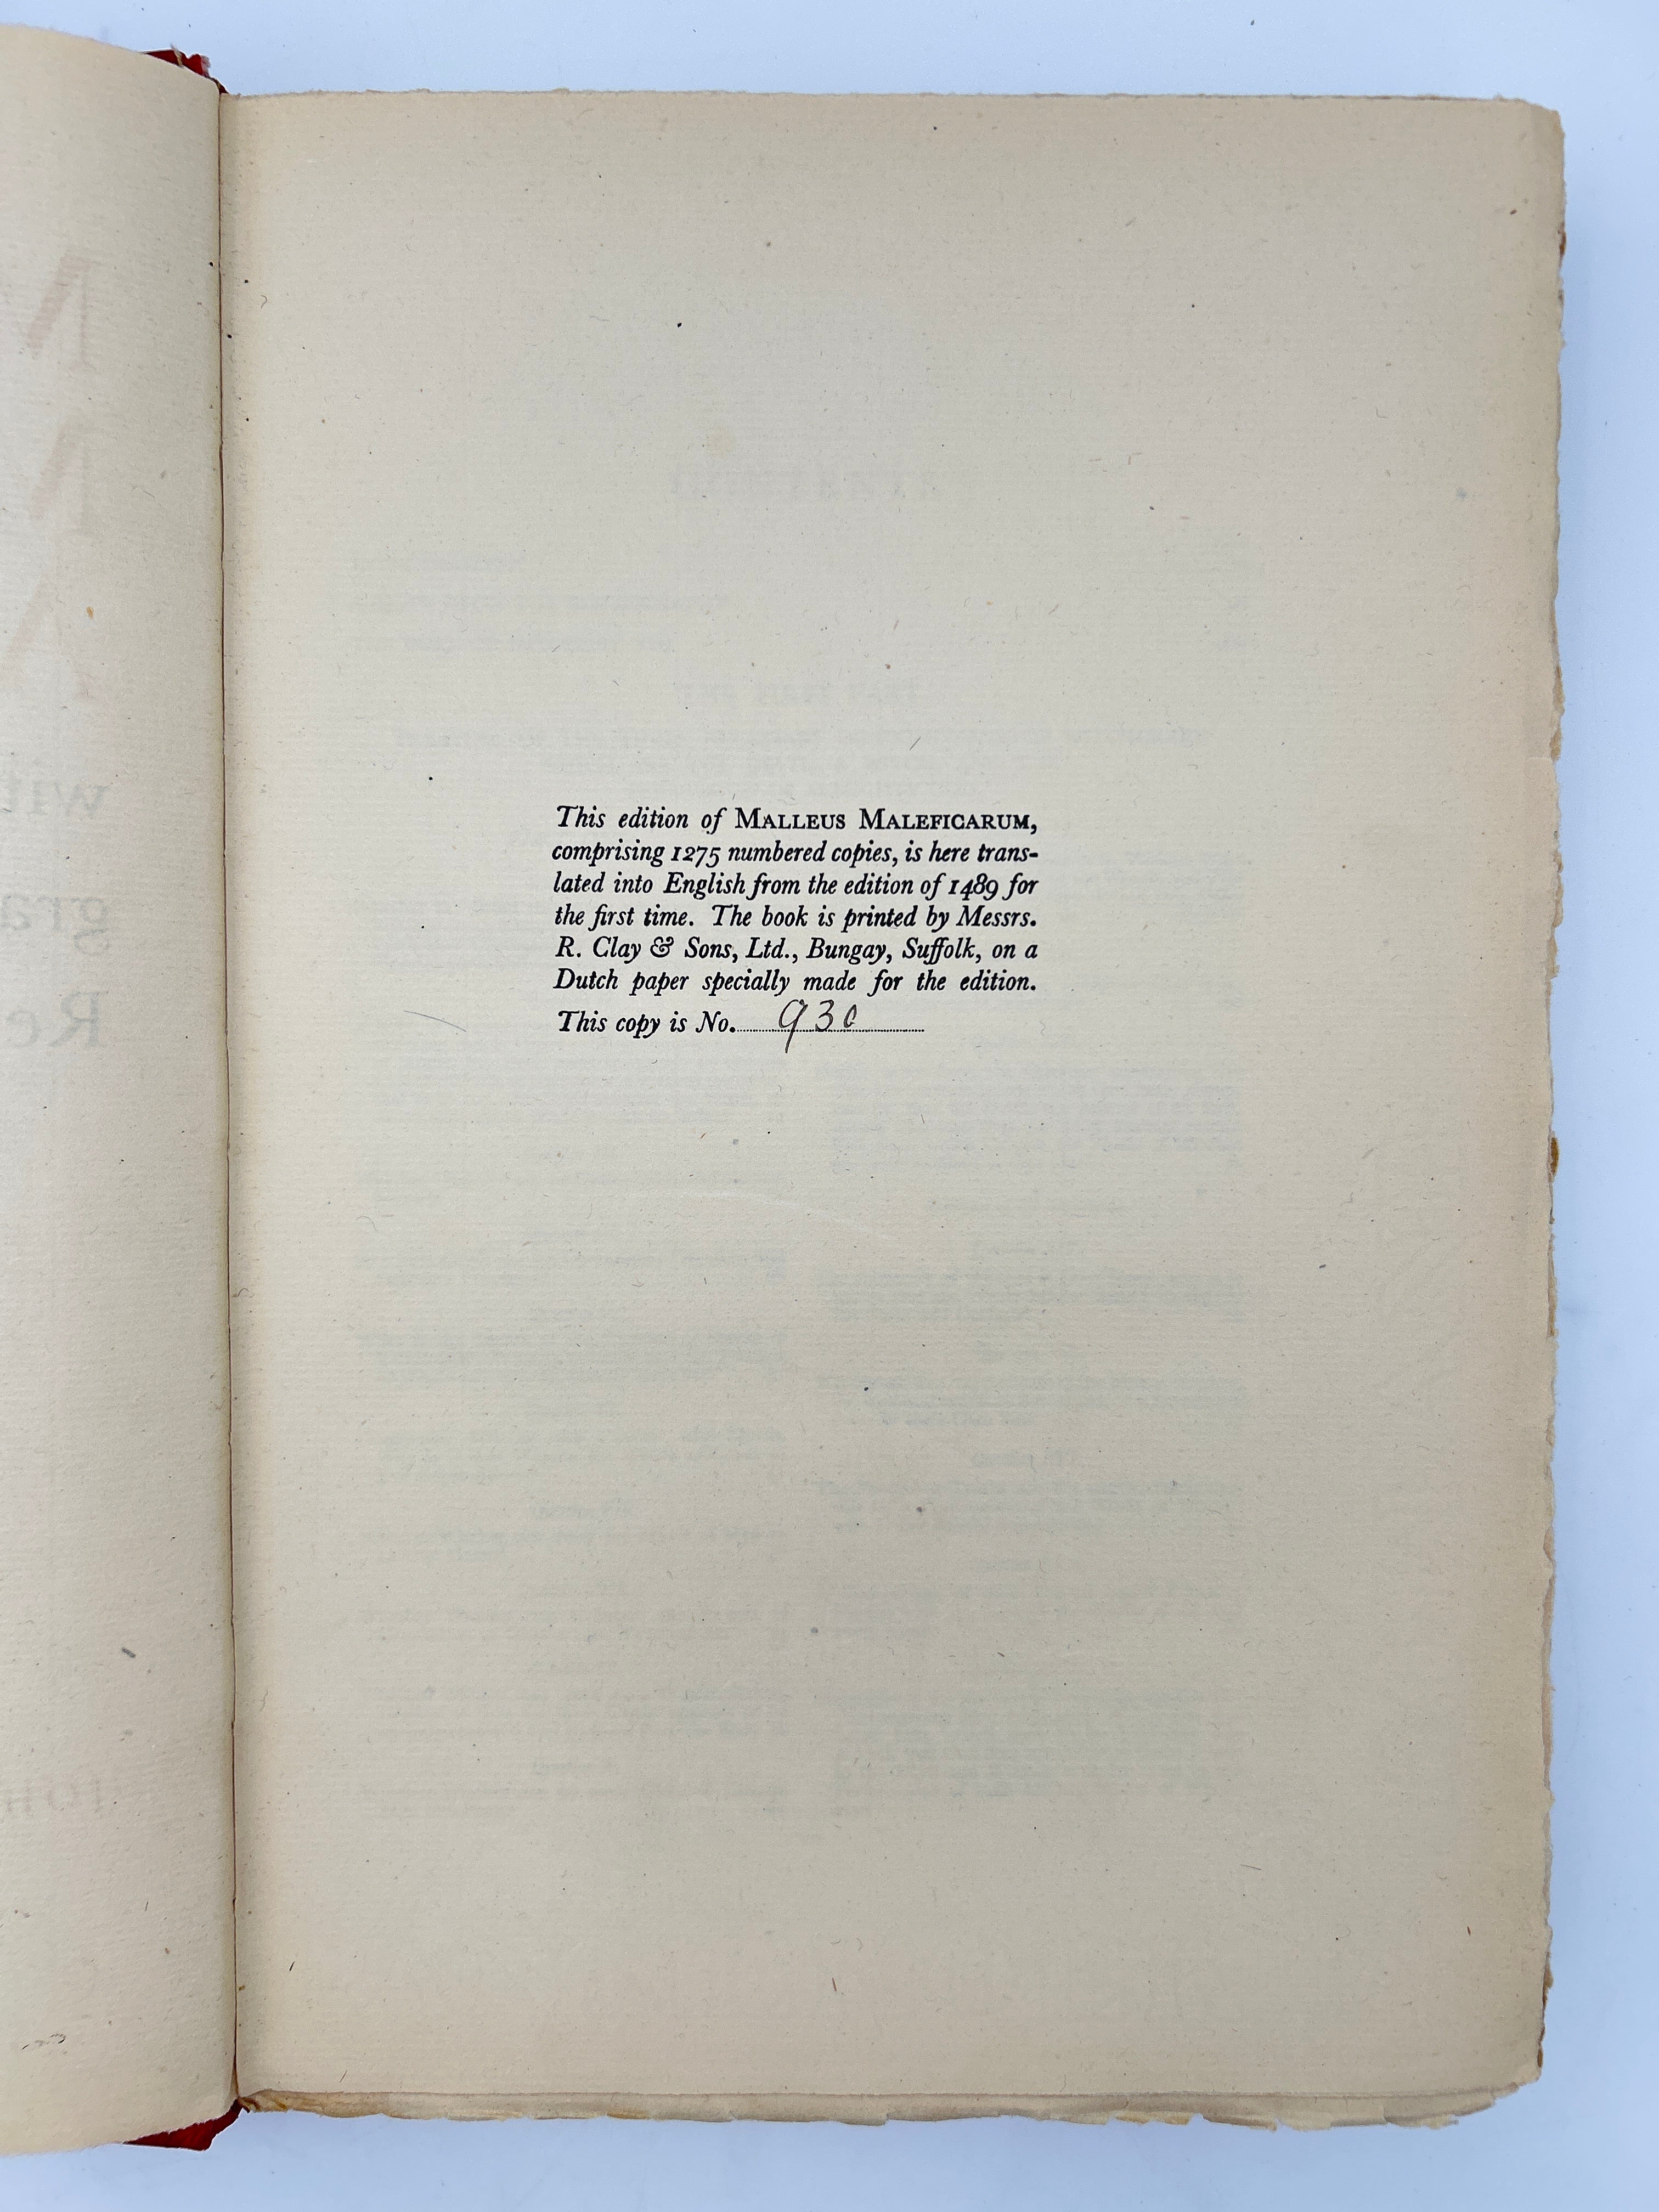 This edition of MALLEUS MALEFICARUM,
comprising 1275 numbered copies, is here trans-
lated into English from the edition of 1489 for
the first time. The book is printed by Messrs.
R. Clay & Sons, Ltd., Bungay, Suffolk, on a
Dutch paper specially made for the edition.
This copy is No. 930